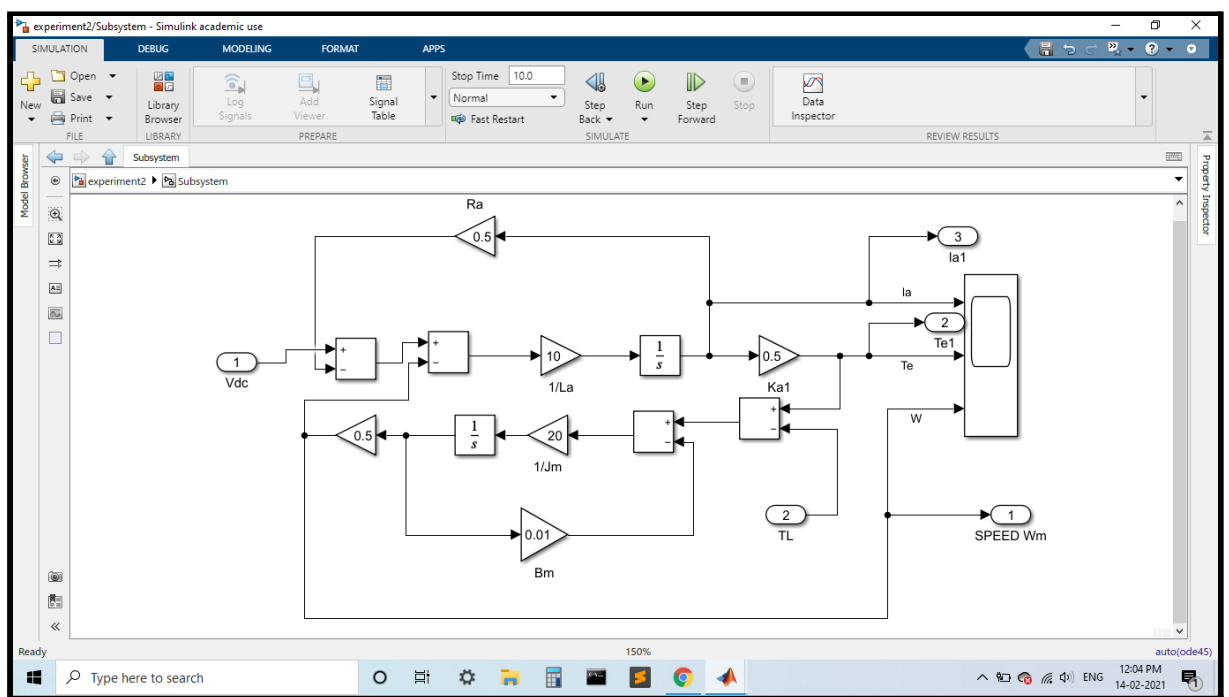 experiment2/Subsystem - Simulink academic use
SIMULATION DEBUG MODELING FORMAT APPS
New
Open
Save
Print
FILE
Library
Browser
LIBRARY
Log
Signals
Add
Viewer
Signal
Table
PREPARE
Stop Time 10.0
Normal
Fast Restart
Step
Back
Run
Step
Forward
Stop
SIMULATE
Data
Inspector
REVIEW RESULTS
Model Browser
Property Inspector
Subsystem
experiment2 Subsystem
Ra
0.5
3
Ia1
Ia
2
Te1
Te
1
Vdc
+
−
+
−
10
1/La
1
s
0.5
Ka1
W
0.5
1
s
20
1/Jm
+
−
+
−
0.01
Bm
2
TL
1
SPEED Wm
Ready 150% auto(ode45)
Type here to search
ENG
12:04 PM
14-02-2021
1